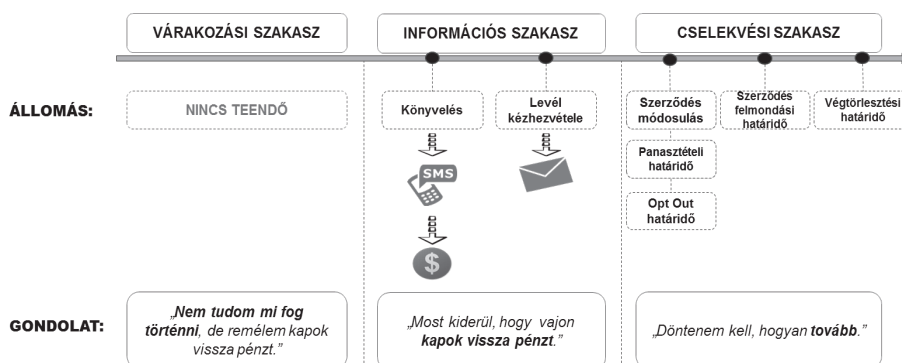 VÁRAKOZÁSI SZAKASZ
INFORMÁCIÓS SZAKASZ
CSELEKVÉSI SZAKASZ
ÁLLOMÁS:
NINCS TEENDŐ
Könyvelés
SMS
$
Levél
kézhezvétele
Szerződés
módosulás
Panasztételi
határidő
Opt Out
határidő
Szerződés
felmondási
határidő
Végtörlesztési
határidő
GONDOLAT:
„Nem tudom mi fog
történni, de remélem kapok
vissza pénzt.”
„Most kiderül, hogy vajon
kapok vissza pénzt.”
„Döntenem kell, hogyan tovább.”